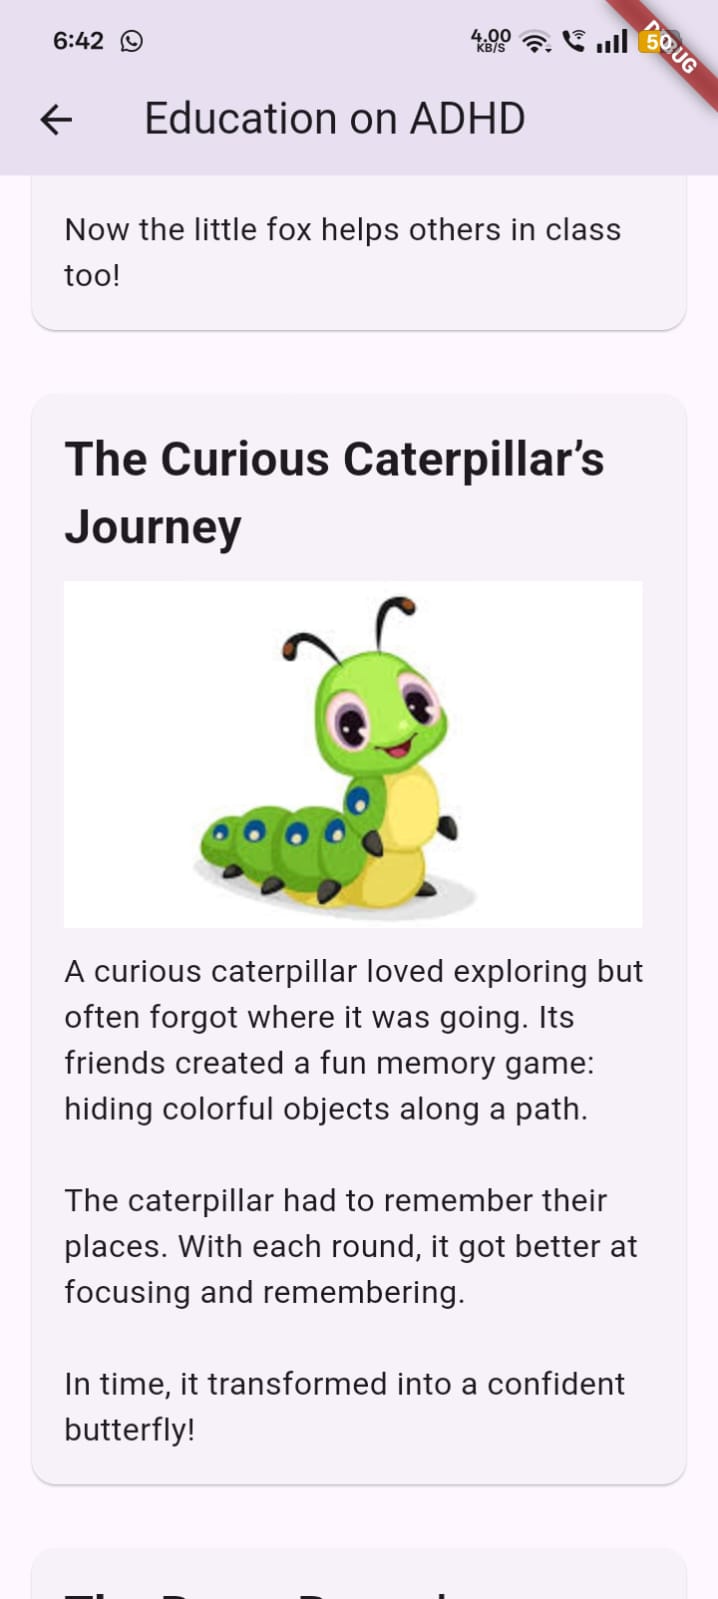 6:42
4.00
KB/S
50
Education on ADHD
Now the little fox helps others in class
too!
The Curious Caterpillar’s
Journey
A curious caterpillar loved exploring but
often forgot where it was going. Its
friends created a fun memory game:
hiding colorful objects along a path.
The caterpillar had to remember their
places. With each round, it got better at
focusing and remembering.
In time, it transformed into a confident
butterfly!